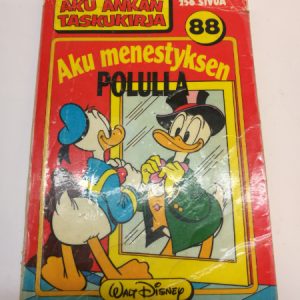 AKU ANKAN
TASKUKIRJA
256 SIVUA
88
Aku menestyksen
POLULLA
WALT DISNEY